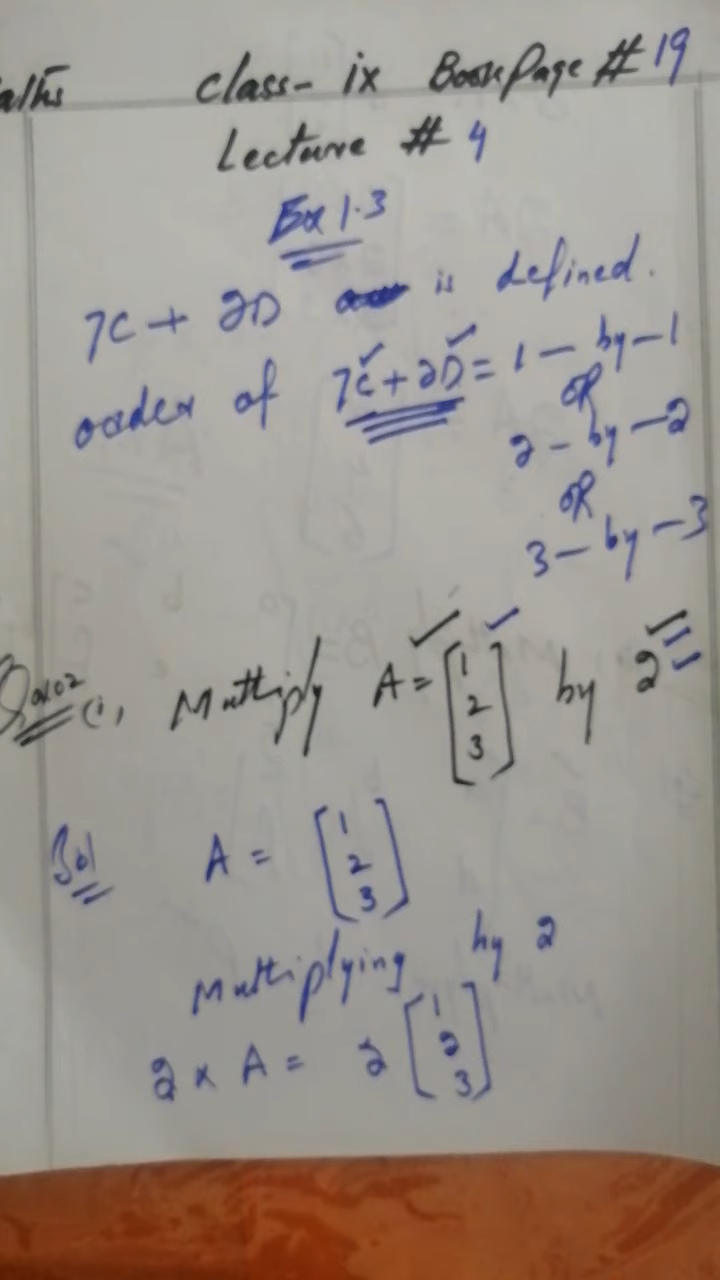 aths Class- ix Book Page # 19
Lecture # 4
Ex 1.3
7C + 2D is defined.
order of 7C + 2D = 1 - by - 1
OR
2 - by - 2
OR
3 - by - 3
(i) Multiply A = [1 2 3] by 2
Sol A = [1 2 3]
Multiplying by 2
2 x A = 2 [1 2 3]